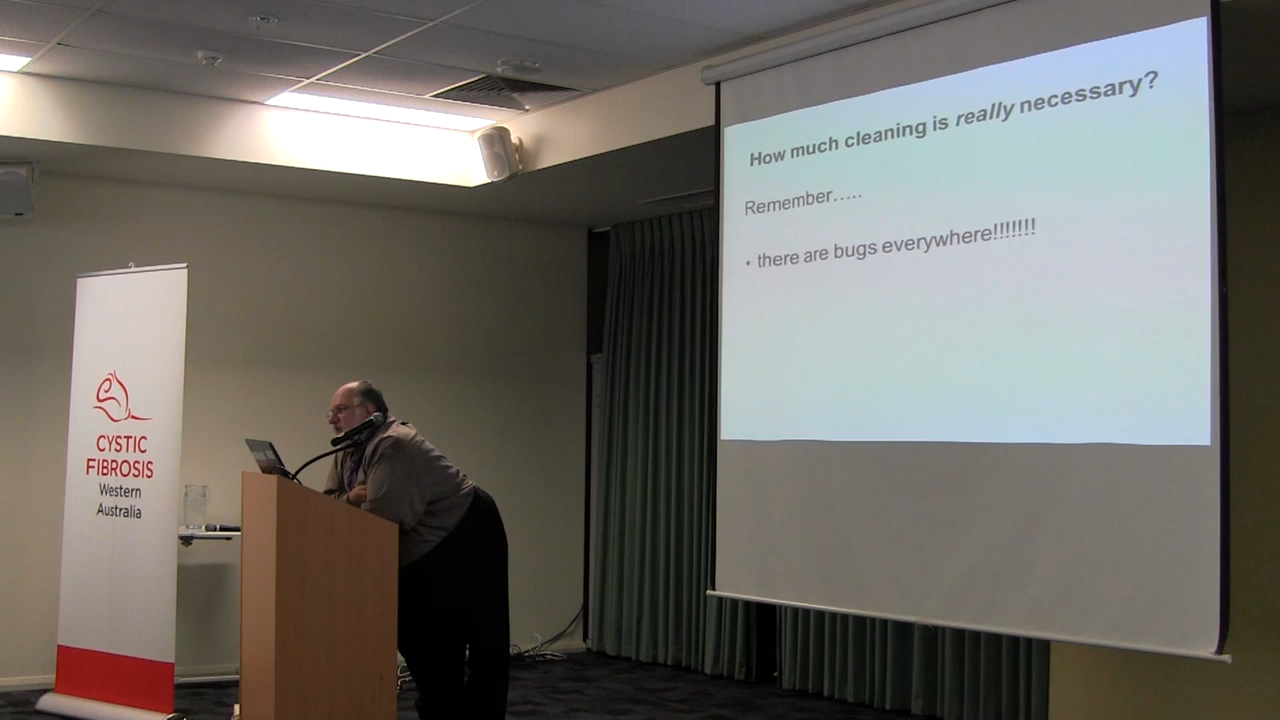 How much cleaning is really necessary?
Remember.....
• there are bugs everywhere!!!!!!!
CYSTIC
FIBROSIS
Western
Australia